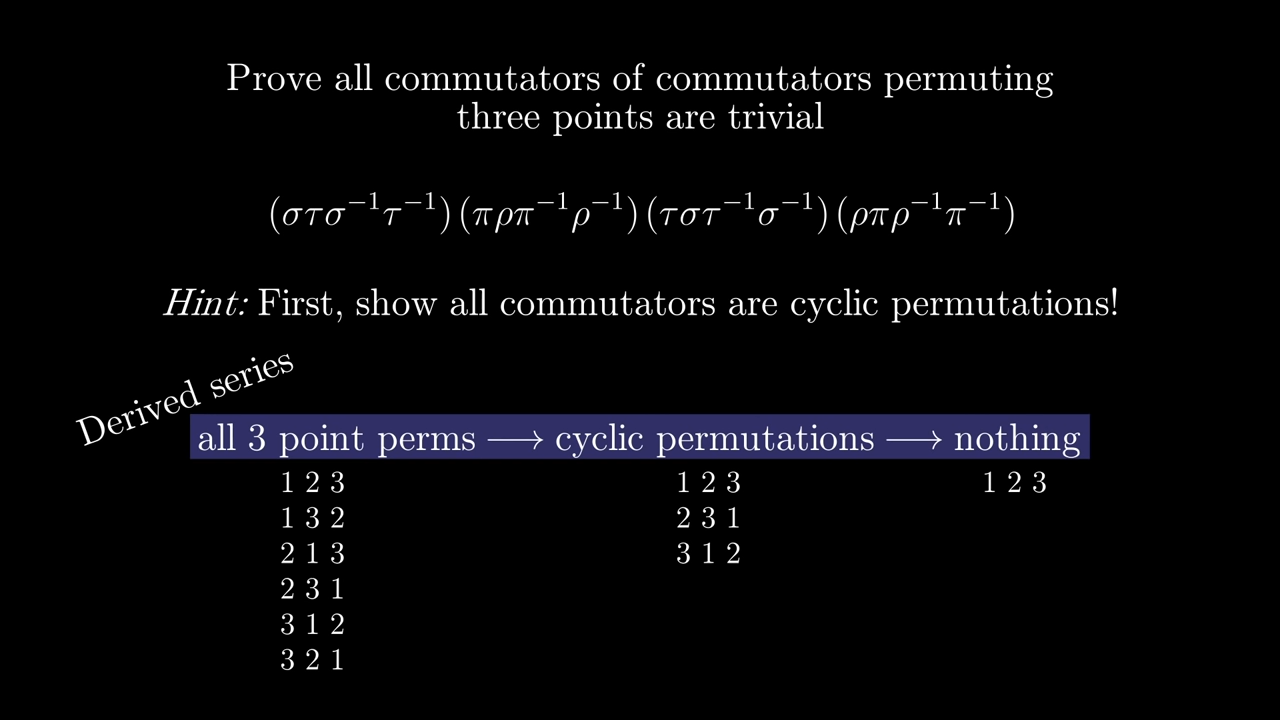 Prove all commutators of commutators permuting
three points are trivial
(στσ⁻¹τ⁻¹)(πρπ⁻¹ρ⁻¹)(τστ⁻¹σ⁻¹)(ρπρ⁻¹π⁻¹)
Hint: First, show all commutators are cyclic permutations!
Derived series
all 3 point perms ⟶ cyclic permutations ⟶ nothing
1 2 3 1 2 3 1 2 3
1 3 2 2 3 1
2 1 3 3 1 2
2 3 1
3 1 2
3 2 1